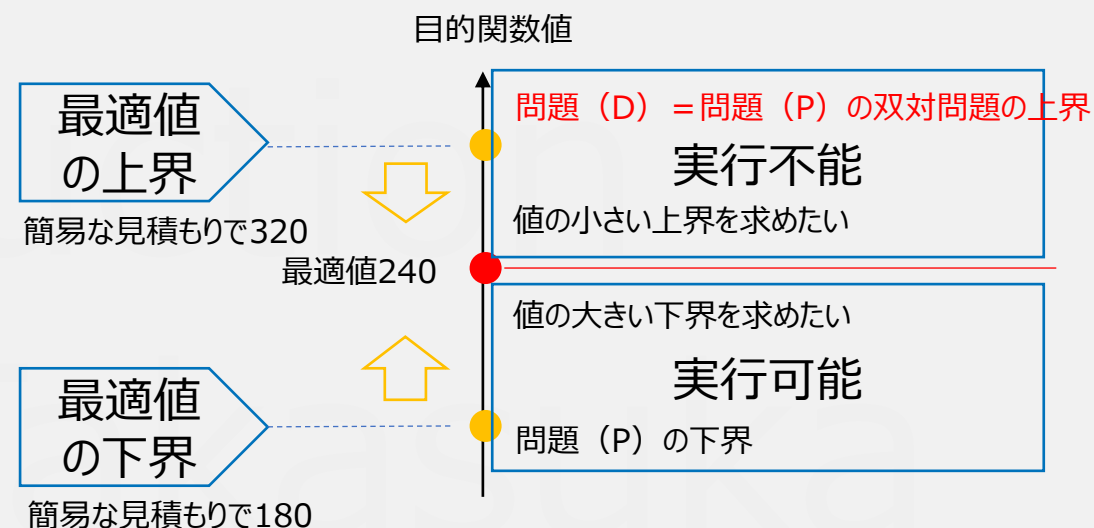 目的関数値
最適値
の上界
簡易な見積もりで320
問題（D）＝問題（P）の双対問題の上界
実行不能
値の小さい上界を求めたい
最適値240
値の大きい下界を求めたい
実行可能
問題（P）の下界
最適値
の下界
簡易な見積もりで180